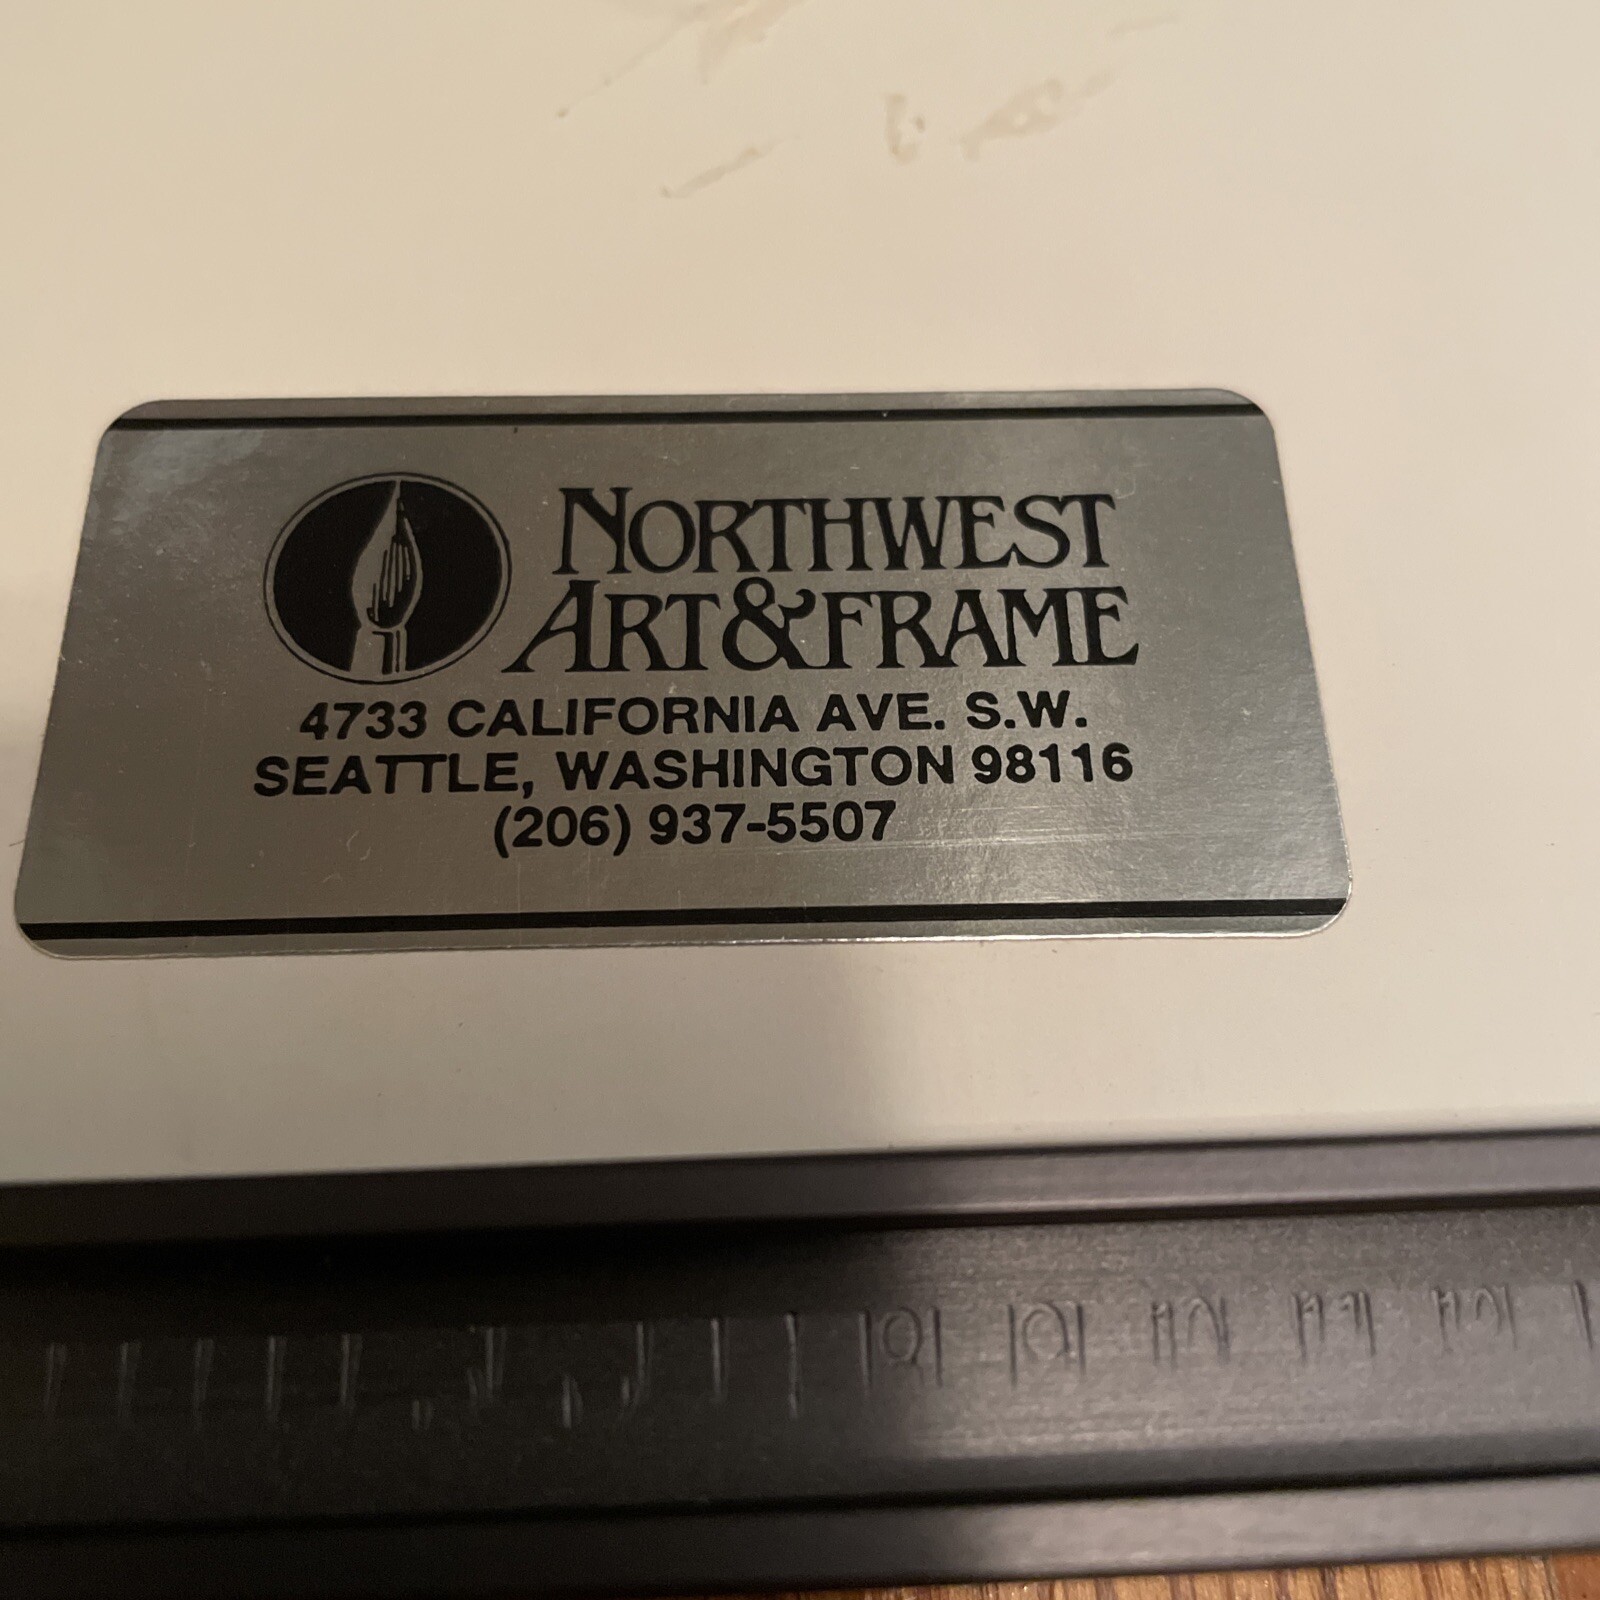 NORTHWEST
ART&FRAME
4733 CALIFORNIA AVE. S.W.
SEATTLE, WASHINGTON 98116
(206) 937-5507